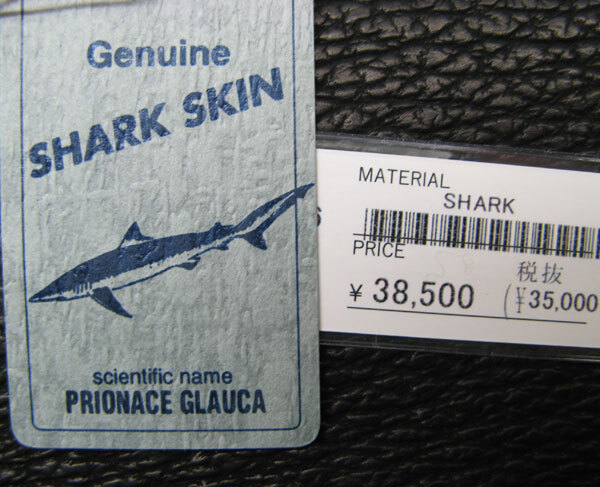 Genuine
SHARK SKIN
scientific name
PRIONACE GLAUCA
MATERIAL
SHARK
PRICE
税抜
¥ 38,500 (¥35,000